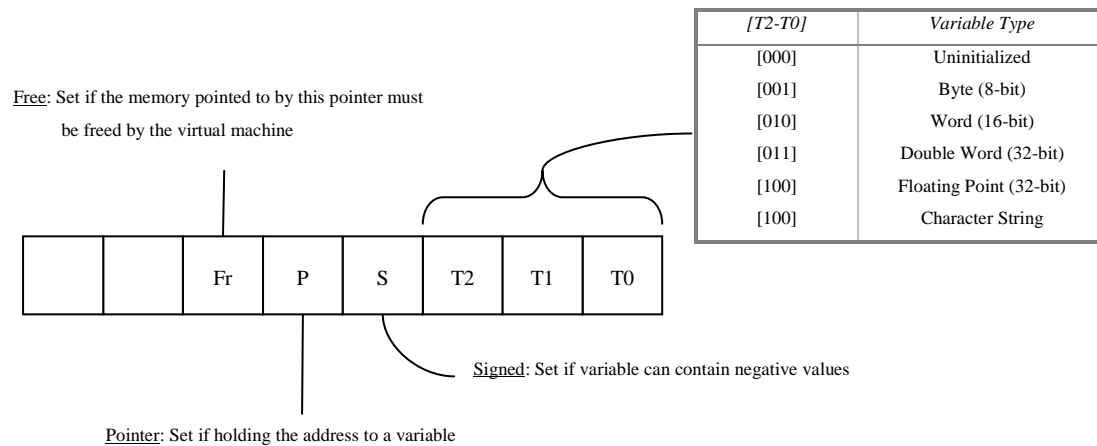 [T2-T0] Variable Type
[000] Uninitialized
[001] Byte (8-bit)
[010] Word (16-bit)
[011] Double Word (32-bit)
[100] Floating Point (32-bit)
[100] Character String
Free: Set if the memory pointed to by this pointer must
be freed by the virtual machine
Fr P S T2 T1 T0
Signed: Set if variable can contain negative values
Pointer: Set if holding the address to a variable